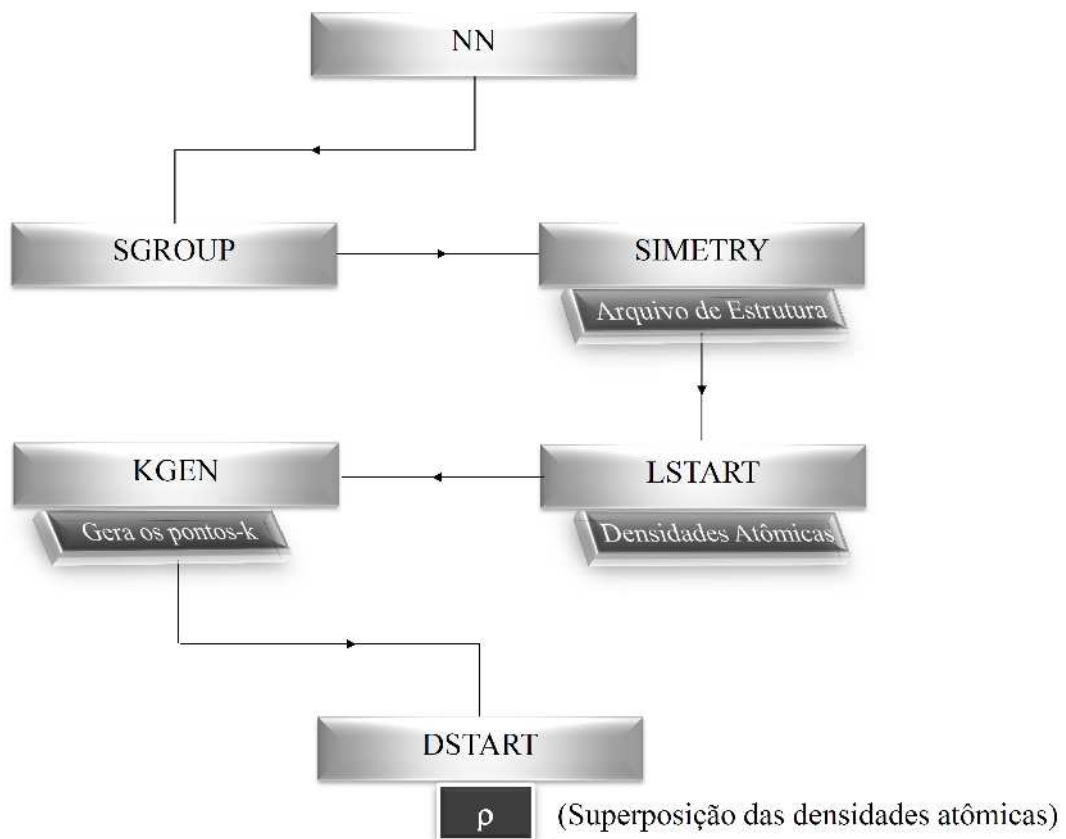 NN
SGROUP
SIMETRY
Arquivo de Estrutura
KGEN
LSTART
Gera os pontos-k
Densidades Atômicas
DSTART
ρ
(Superposição das densidades atômicas)